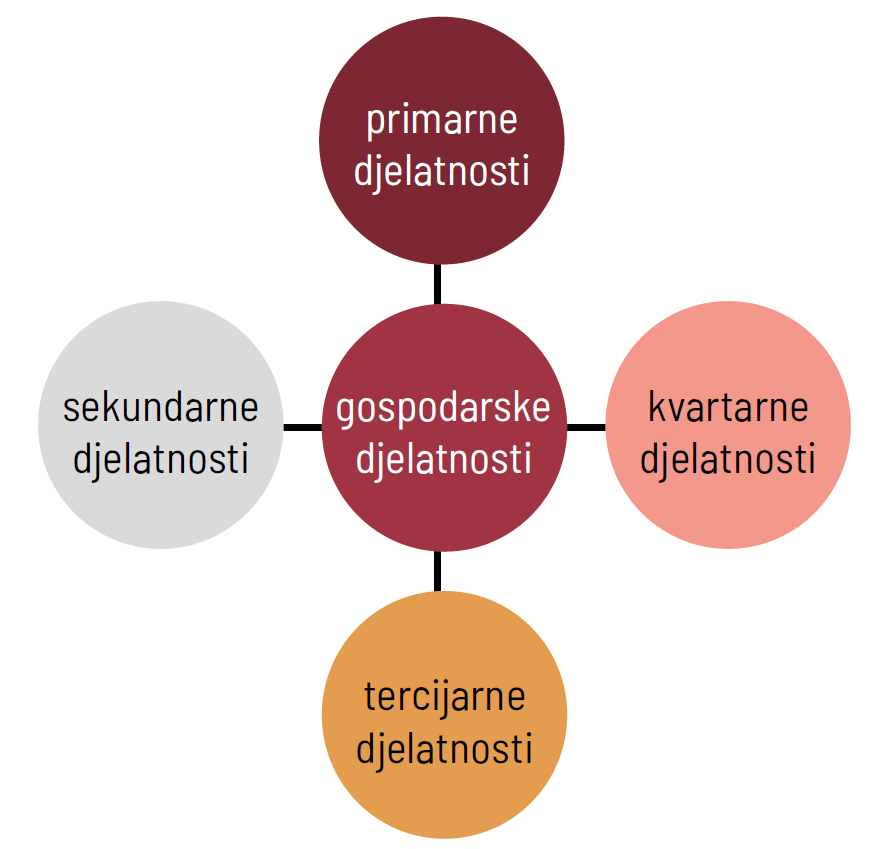 primarne
djelatnosti
sekundarne
djelatnosti
gospodarske
djelatnosti
kvartarne
djelatnosti
tercijarne
djelatnosti